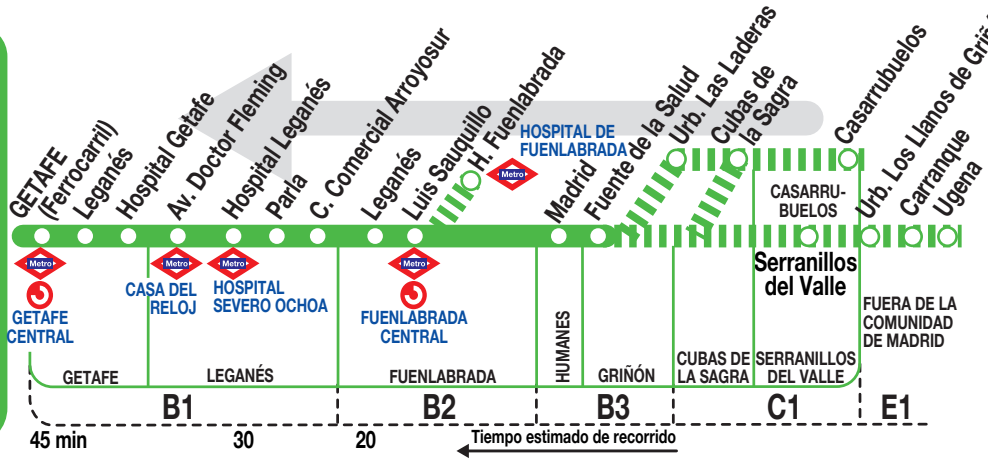 GETAFE
(Ferrocarril)
Leganés
Hospital Getafe
Av. Doctor Fleming
Hospital Leganés
Parla
C. Comercial Arroyosur
Leganés
Luis Sauquillo
H. Fuenlabrada
Madrid
Fuente de la Salud
Urb. Las Laderas
Cubas de
la Sagra
Casarrubuelos
Urb. Los Llanos de
Carranque
Ugena
HOSPITAL DE
FUENLABRADA
Metro
CASARRU-
BUELOS
Serranillos
del Valle
Metro
Metro
Metro
Metro
GETAFE
CENTRAL
CASA DEL
RELOJ
HOSPITAL
SEVERO OCHOA
FUENLABRADA
CENTRAL
FUERA DE LA
COMUNIDAD
DE MADRID
GETAFE
LEGANÉS
FUENLABRADA
HUMANES
GRIÑÓN
CUBAS DE
LA SAGRA
SERRANILLOS
DEL VALLE
B1
B2
B3
C1
E1
45 min
30
20
Tiempo estimado de recorrido